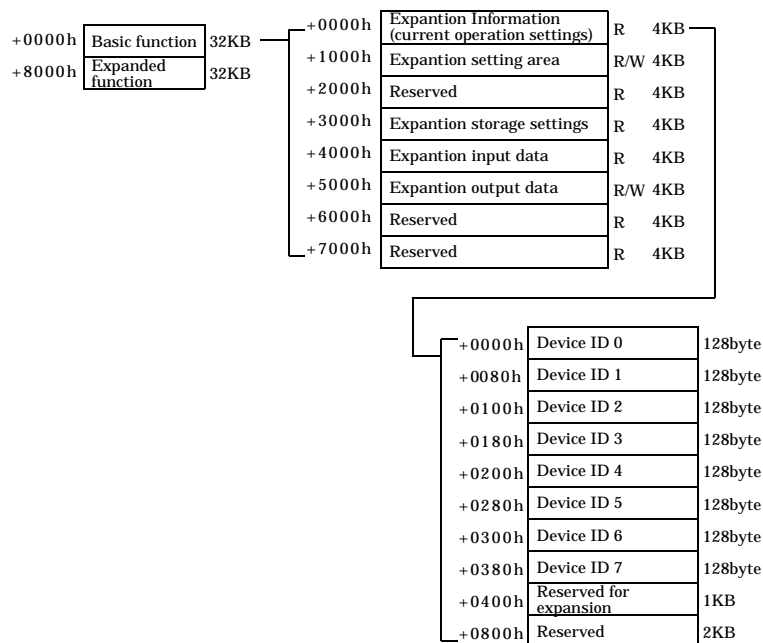 +0000h Basic function 32KB
+8000h Expanded function 32KB
+0000h Expantion Information (current operation settings) R 4KB
+1000h Expantion setting area R/W 4KB
+2000h Reserved R 4KB
+3000h Expantion storage settings R 4KB
+4000h Expantion input data R 4KB
+5000h Expantion output data R/W 4KB
+6000h Reserved R 4KB
+7000h Reserved R 4KB
+0000h Device ID 0 128byte
+0080h Device ID 1 128byte
+0100h Device ID 2 128byte
+0180h Device ID 3 128byte
+0200h Device ID 4 128byte
+0280h Device ID 5 128byte
+0300h Device ID 6 128byte
+0380h Device ID 7 128byte
+0400h Reserved for expansion 1KB
+0800h Reserved 2KB